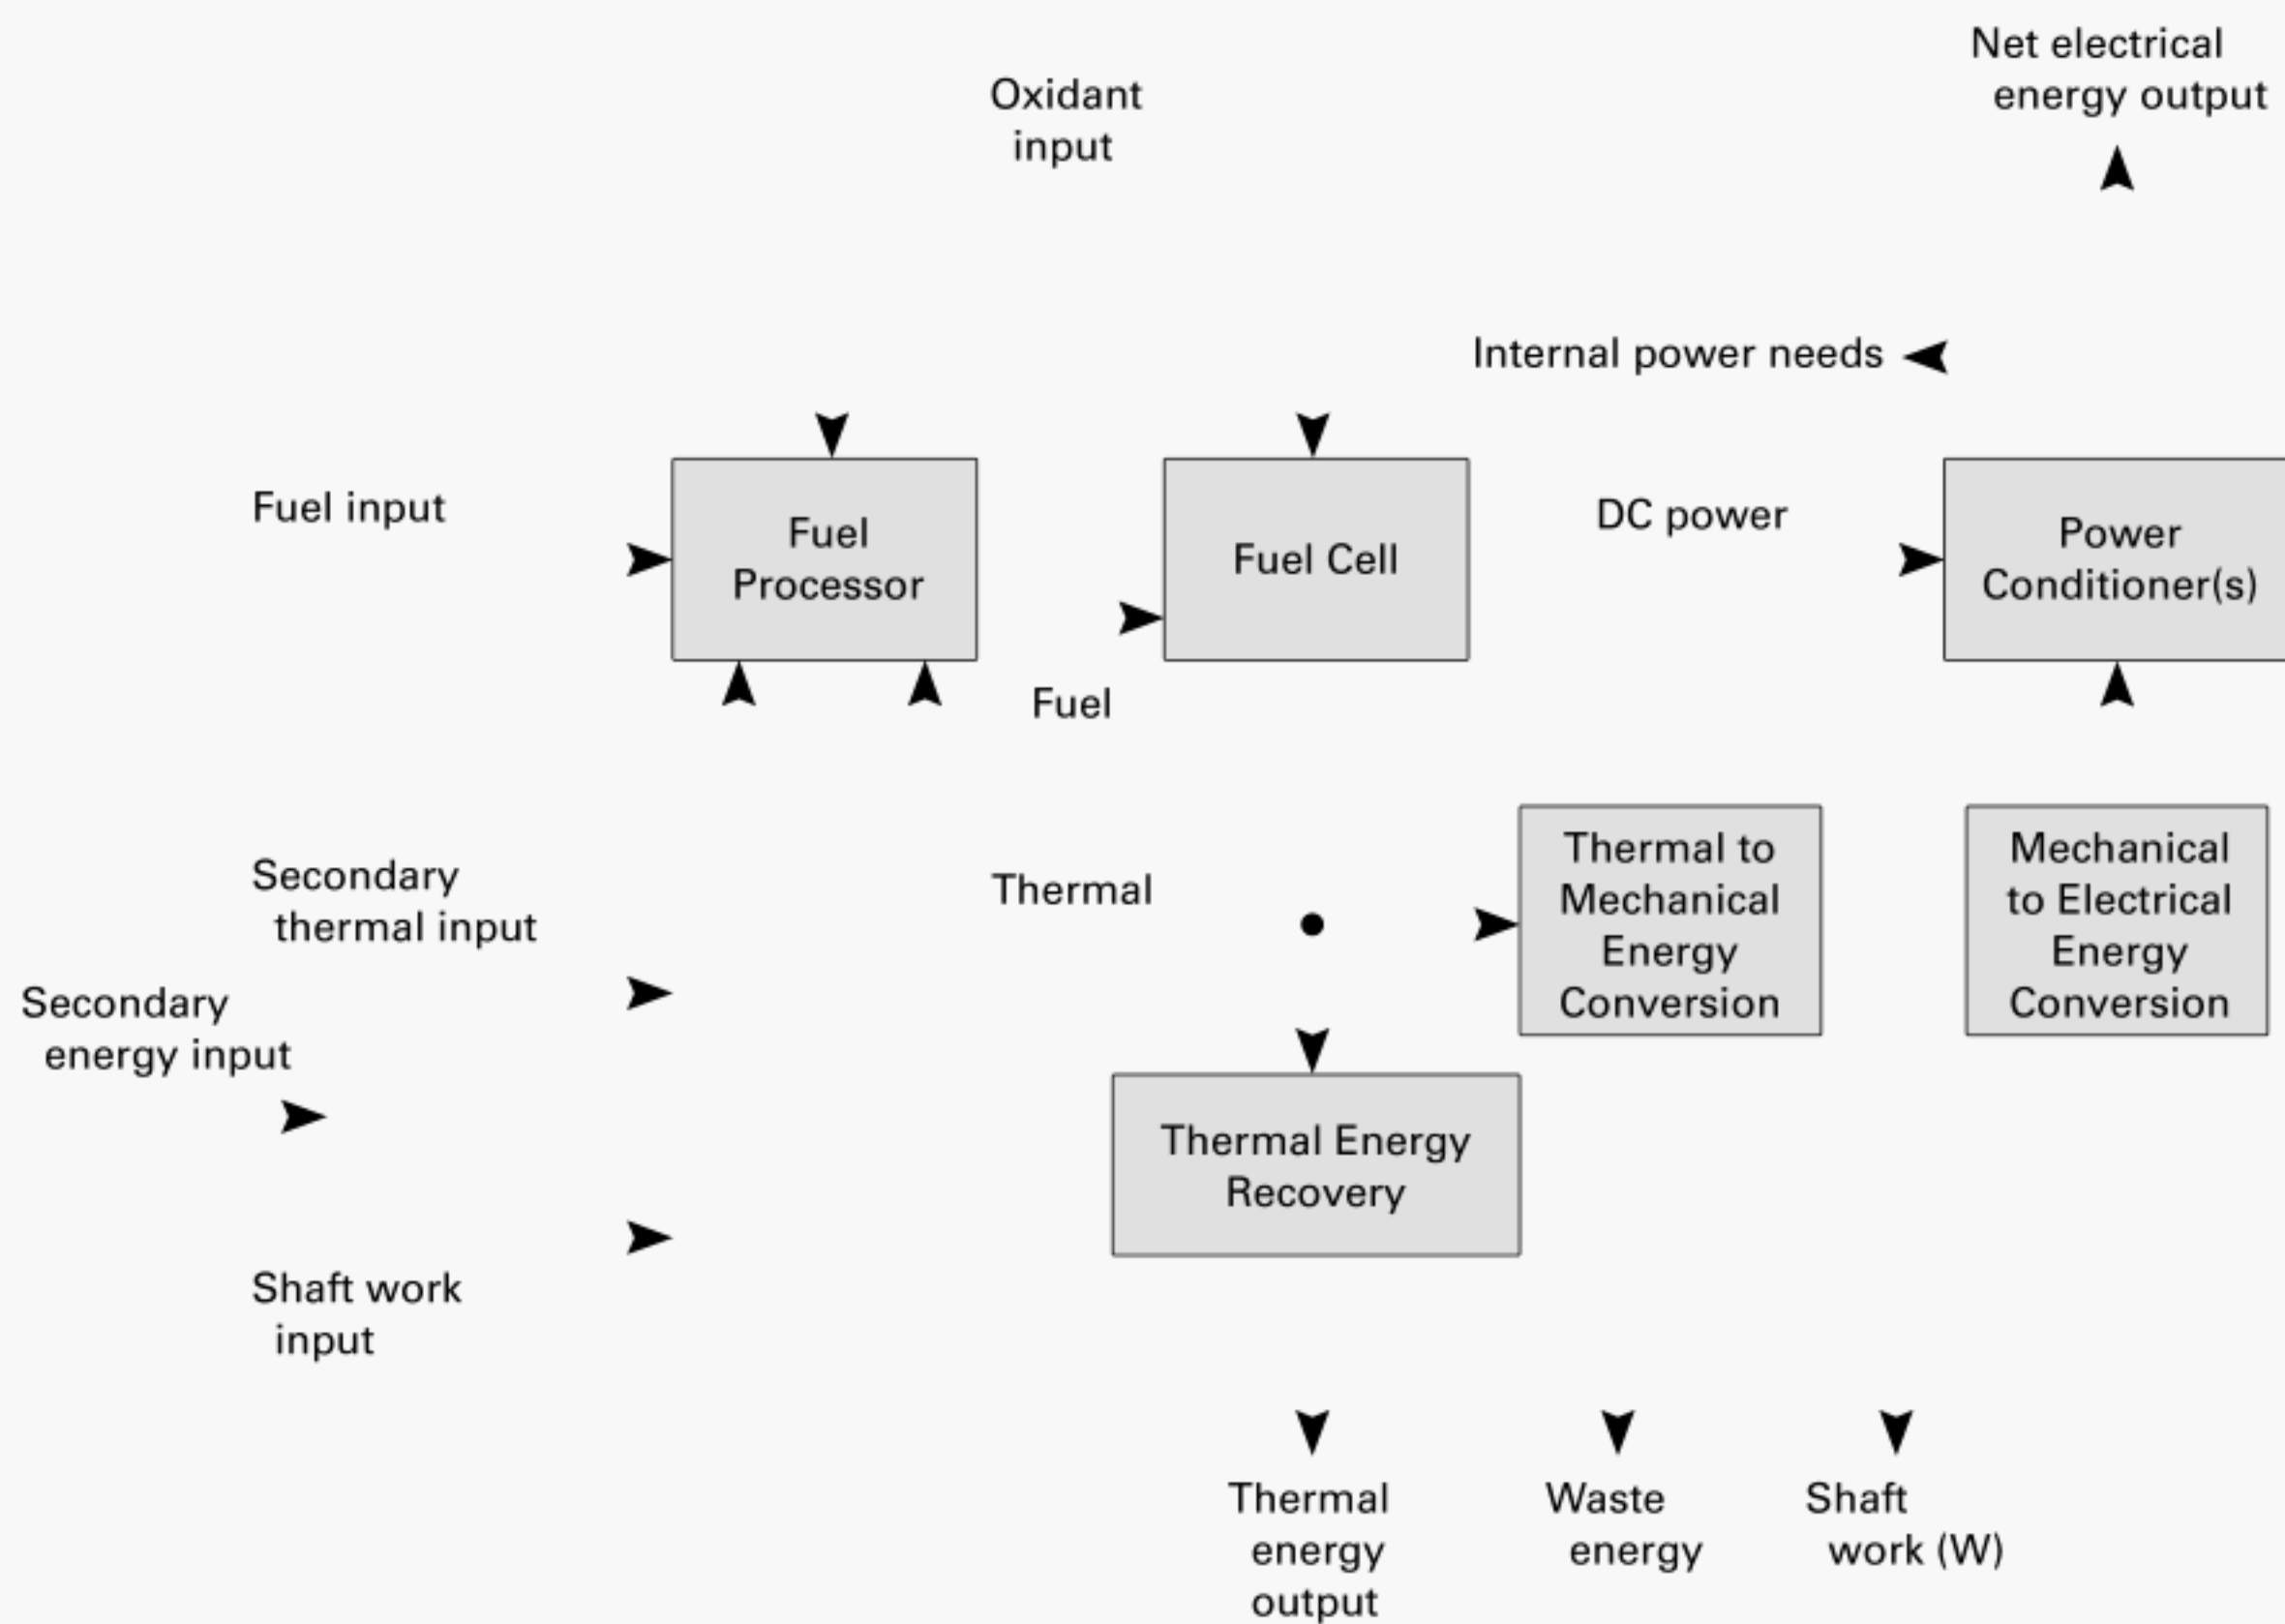 Net electrical
energy output
Oxidant
input
Internal power needs
Fuel input
Fuel
Processor
Fuel Cell
DC power
Power
Conditioner(s)
Fuel
Secondary
thermal input
Thermal
Thermal to
Mechanical
Energy
Conversion
Mechanical
to Electrical
Energy
Conversion
Secondary
energy input
Thermal Energy
Recovery
Shaft work
input
Thermal
energy
output
Waste
energy
Shaft
work (W)